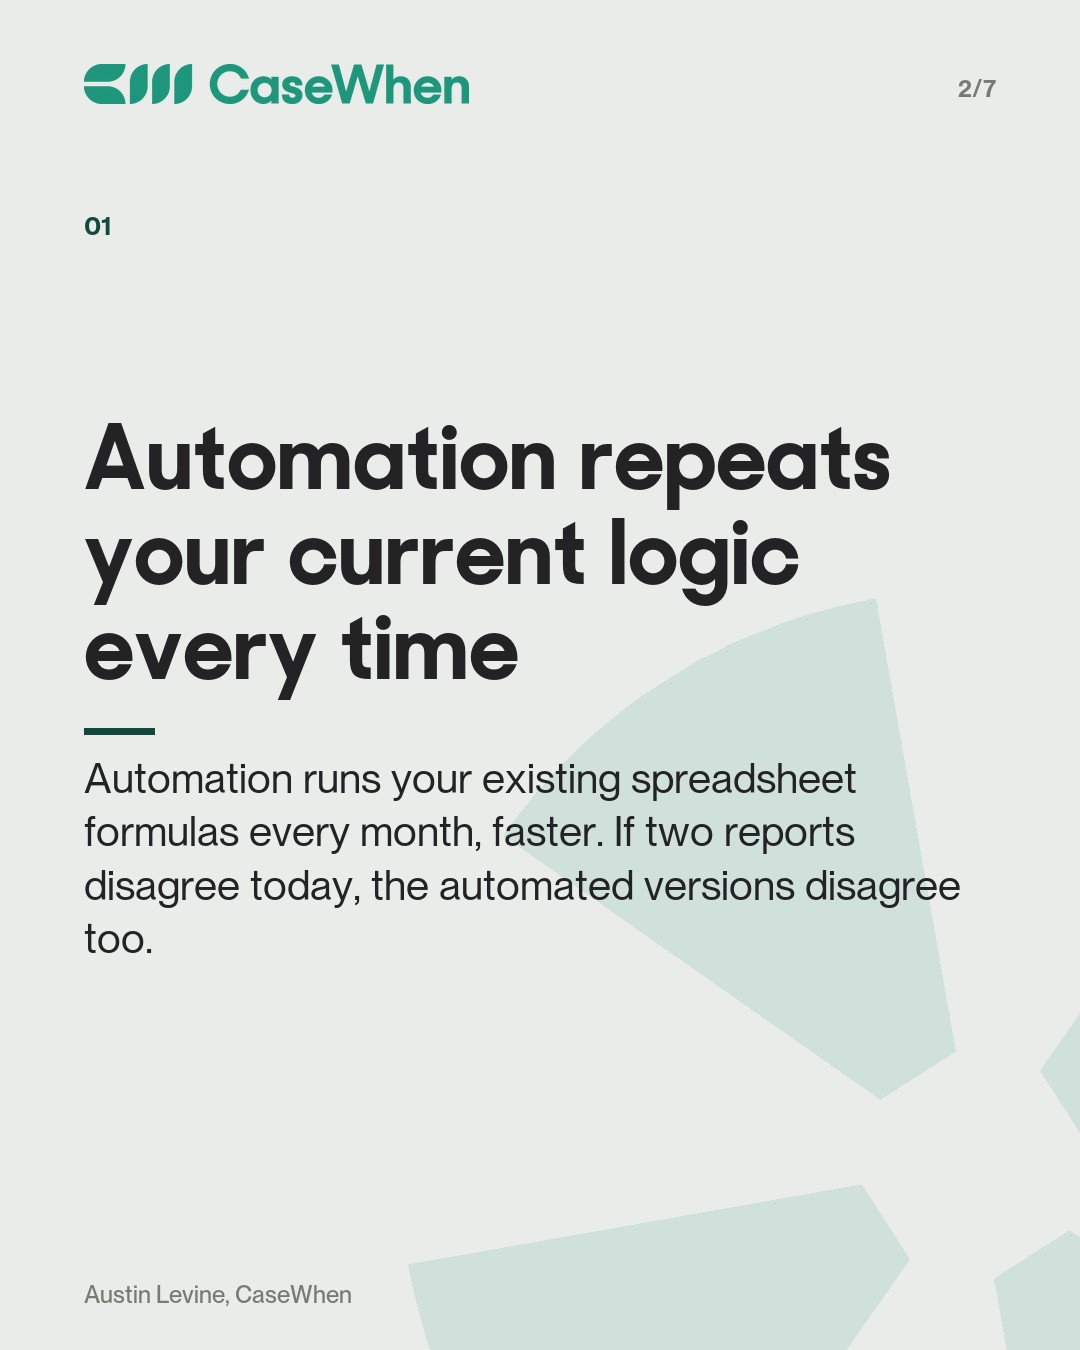 CaseWhen
2/7
01
Automation repeats
your current logic
every time
Automation runs your existing spreadsheet
formulas every month, faster. If two reports
disagree today, the automated versions disagree
too.
Austin Levine, CaseWhen